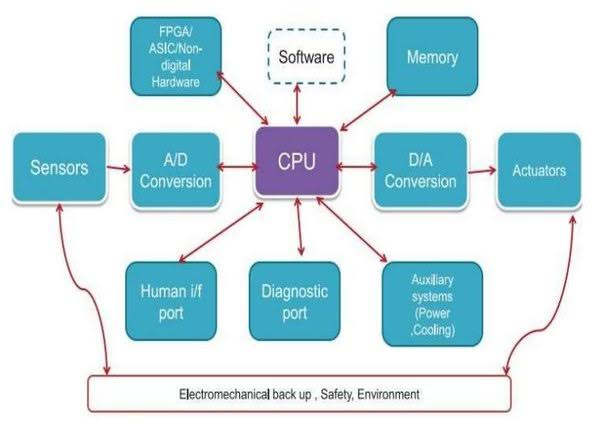 FPGA/
ASIC/Non-
digital
Hardware
Software
Memory
Sensors
A/D
Conversion
CPU
D/A
Conversion
Actuators
Human i/f
port
Diagnostic
port
Auxiliary
systems
(Power
,Cooling)
Electromechanical back up , Safety, Environment